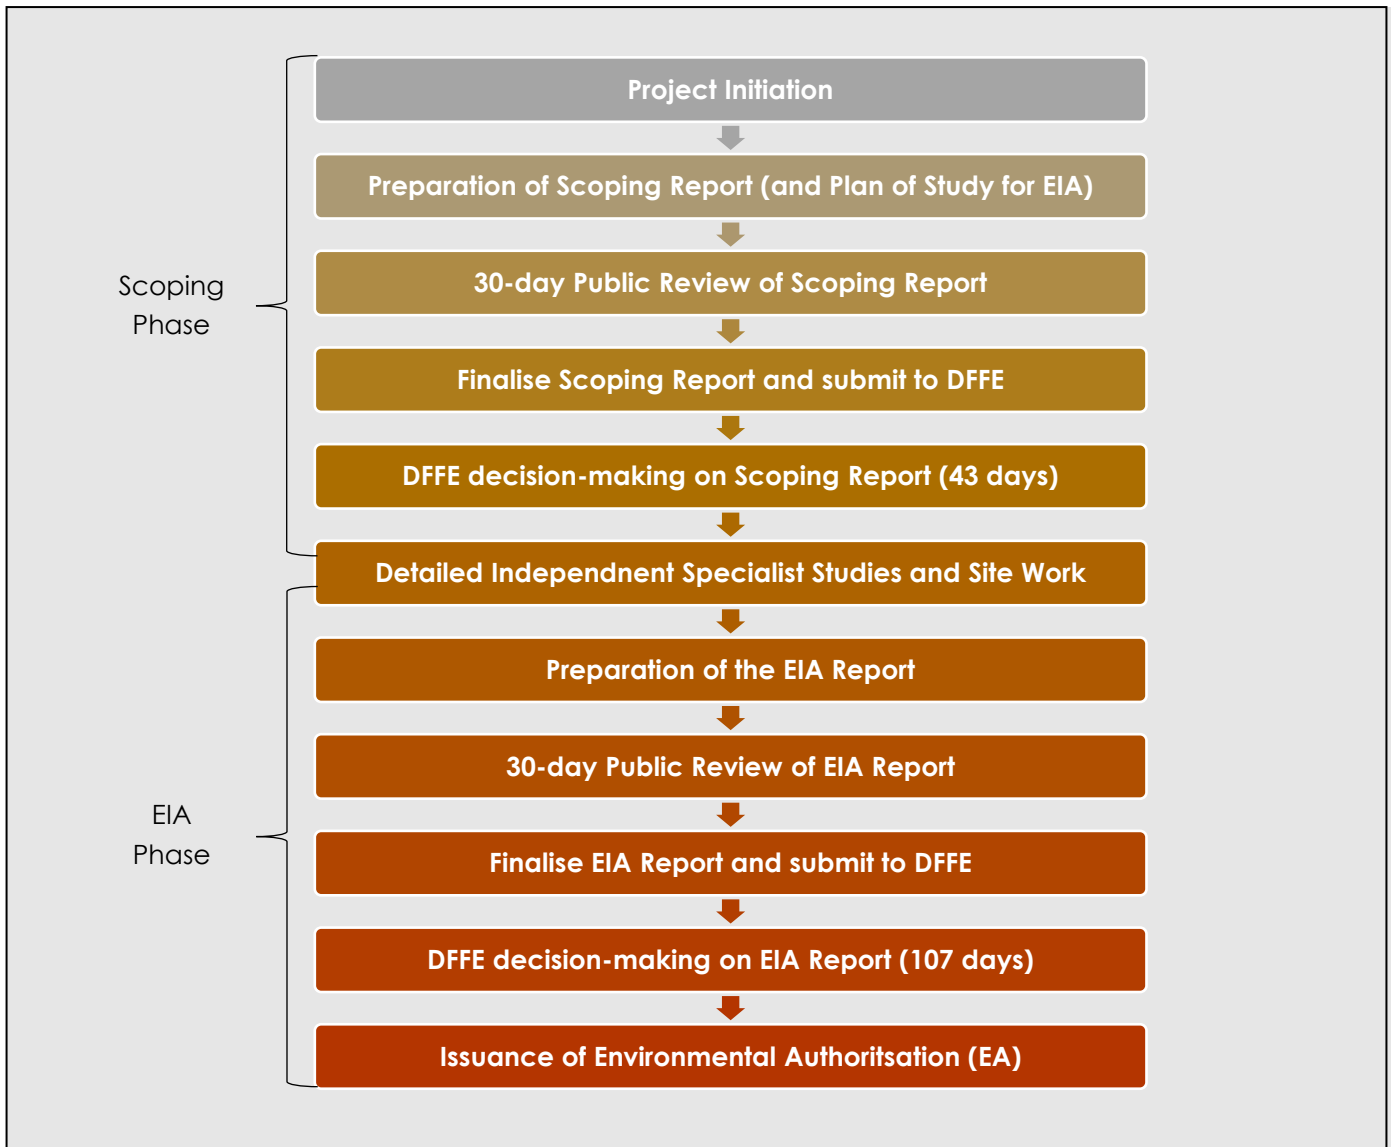 Project Initiation
Preparation of Scoping Report (and Plan of Study for EIA)
30-day Public Review of Scoping Report
Scoping
Phase
Finalise Scoping Report and submit to DFFE
DFFE decision-making on Scoping Report (43 days)
Detailed Independnent Specialist Studies and Site Work
Preparation of the EIA Report
30-day Public Review of EIA Report
EIA
Phase
Finalise EIA Report and submit to DFFE
DFFE decision-making on EIA Report (107 days)
Issuance of Environmental Authoritsation (EA)